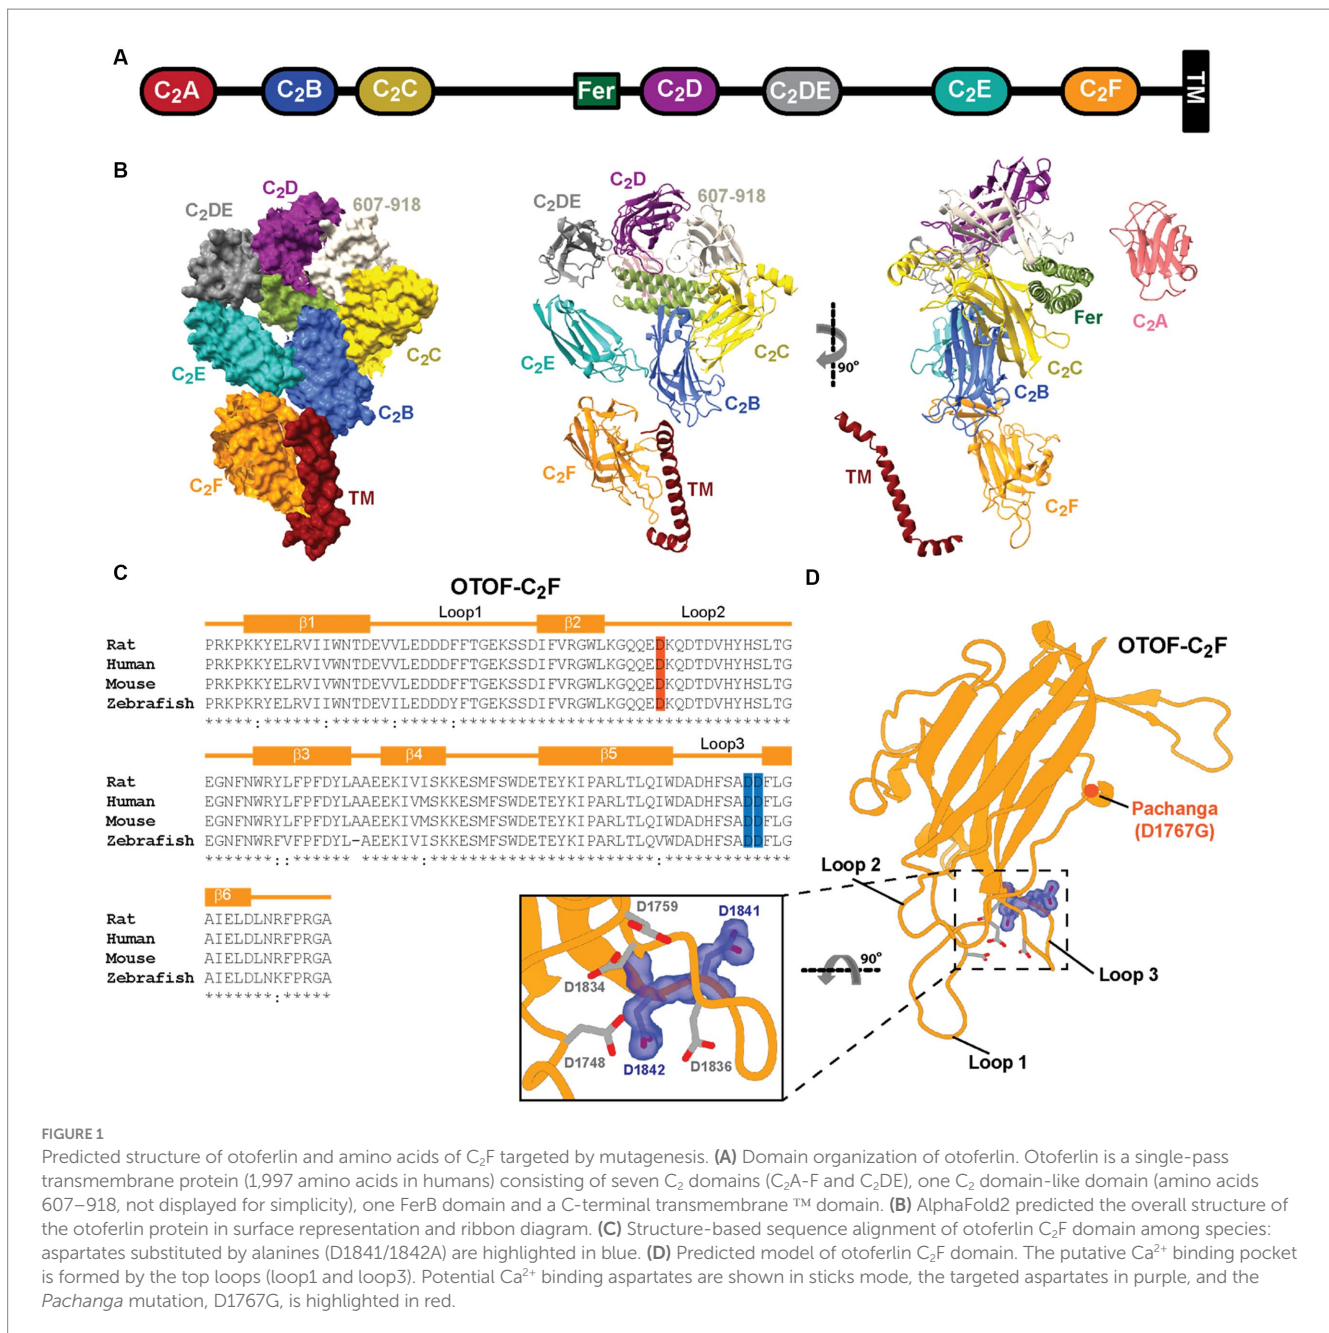 A
C₂A C₂B C₂C Fer C₂D C₂DE C₂E C₂F TM
B
C₂D
C₂DE
607-918
C₂C
C₂E
C₂B
C₂F
TM
C₂D
C₂DE
607-918
C₂E
C₂C
C₂B
C₂F
TM
90°
Fer
C₂A
C₂C
C₂B
TM
C₂F
C
OTOF-C₂F
β1 Loop1 β2 Loop2
Rat PRKPKKYELRVIIWNTDEVVLEDDDFFTGEKSSDIFVRGWLKGQQEDKQDTDVHYHSLTG
Human PRKPKKYELRVIVWNTDEVVLEDDDFFTGEKSSDIFVRGWLKGQQEDKQDTDVHYHSLTG
Mouse PRKPKKYELRVIIWNTDEVVLEDDDFFTGEKSSDIFVRGWLKGQQEDKQDTDVHYHSLTG
Zebrafish PRKPKRYELRVIIWNTDEVILEDDDYFTGEKSSDIFVRGWLKGQQEDKQDTDVHYHSLTG
*****:******:******:*****:**********************************
β3 β4 β5 Loop3
Rat EGNFNWRYLFPFDYLAAEEKIVISKKESMFSWDETEYKIPARLTLQIWDADHFSADDFLG
Human EGNFNWRYLFPFDYLAAEEKIVMSKKESMFSWDETEYKIPARLTLQIWDADHFSADDFLG
Mouse EGNFNWRYLFPFDYLAAEEKIVMSKKESMFSWDETEYKIPARLTLQIWDADHFSADDFLG
Zebrafish EGNFNWRFVFPFDYL-AEEKIVISKKESMFSWDETEYKIPARLTLQVWDADHFSADDFLG
*******::****** ******:***********************:*************
β6
Rat AIELDLNRFPRGA
Human AIELDLNRFPRGA
Mouse AIELDLNRFPRGA
Zebrafish AIELDLNKFPRGA
*******:*****
D
OTOF-C₂F
Pachanga
(D1767G)
Loop 2
Loop 3
Loop 1
90°
D1759
D1841
D1834
D1748
D1842
D1836
FIGURE 1
Predicted structure of otoferlin and amino acids of C₂F targeted by mutagenesis. (A) Domain organization of otoferlin. Otoferlin is a single-pass
transmembrane protein (1,997 amino acids in humans) consisting of seven C₂ domains (C₂A-F and C₂DE), one C₂ domain-like domain (amino acids
607–918, not displayed for simplicity), one FerB domain and a C-terminal transmembrane ™ domain. (B) AlphaFold2 predicted the overall structure of
the otoferlin protein in surface representation and ribbon diagram. (C) Structure-based sequence alignment of otoferlin C₂F domain among species:
aspartates substituted by alanines (D1841/1842A) are highlighted in blue. (D) Predicted model of otoferlin C₂F domain. The putative Ca²⁺ binding pocket
is formed by the top loops (loop1 and loop3). Potential Ca²⁺ binding aspartates are shown in sticks mode, the targeted aspartates in purple, and the
Pachanga mutation, D1767G, is highlighted in red.